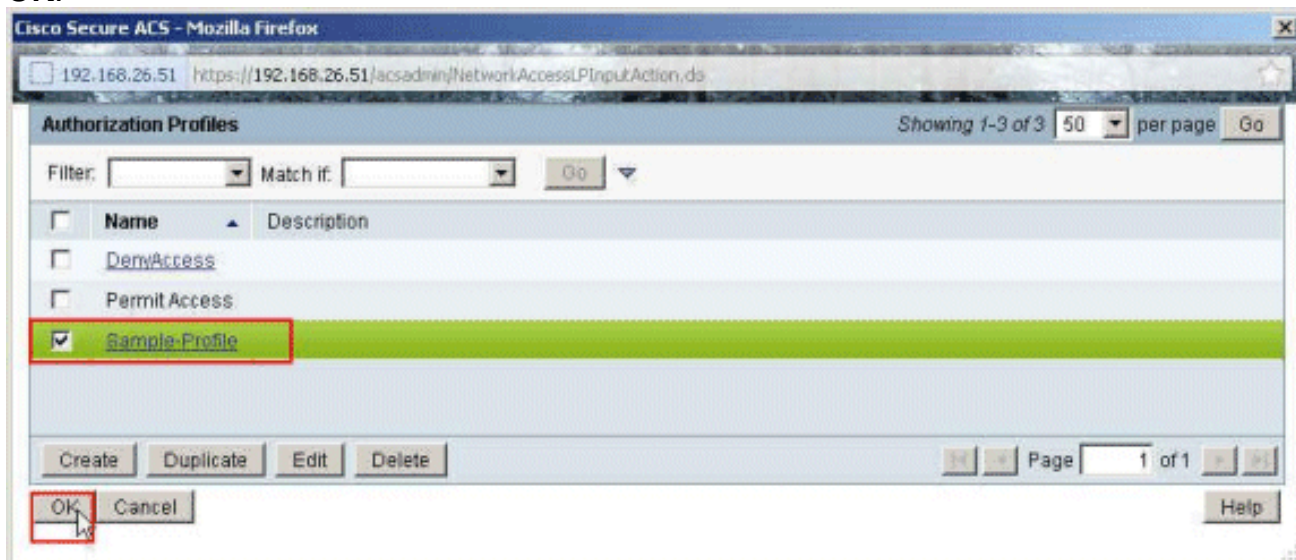 OK.
Cisco Secure ACS - Mozilla Firefox
192.168.26.51 https://192.168.26.51/acsadmin/NetworkAccessLPInputAction.do
Authorization Profiles Showing 1-3 of 3 50 per page Go
Filter: Match if: Go
Name Description
DenyAccess
Permit Access
Sample-Profile
Create Duplicate Edit Delete Page 1 of 1
OK Cancel Help